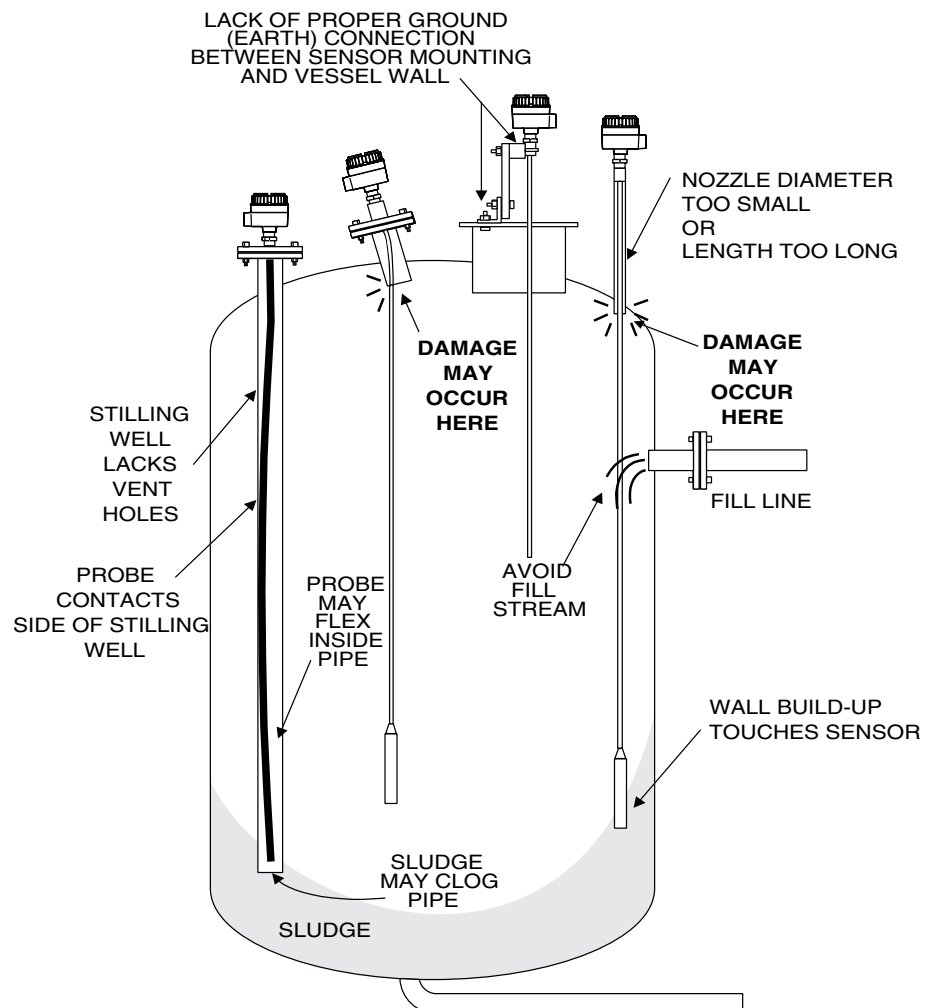 LACK OF PROPER GROUND
(EARTH) CONNECTION
BETWEEN SENSOR MOUNTING
AND VESSEL WALL
NOZZLE DIAMETER
TOO SMALL
OR
LENGTH TOO LONG
DAMAGE
MAY
OCCUR
HERE
DAMAGE
MAY
OCCUR
HERE
STILLING
WELL
LACKS
VENT
HOLES
FILL LINE
PROBE
CONTACTS
SIDE OF STILLING
WELL
PROBE
MAY
FLEX
INSIDE
PIPE
AVOID
FILL
STREAM
WALL BUILD-UP
TOUCHES SENSOR
SLUDGE
MAY CLOG
PIPE
SLUDGE